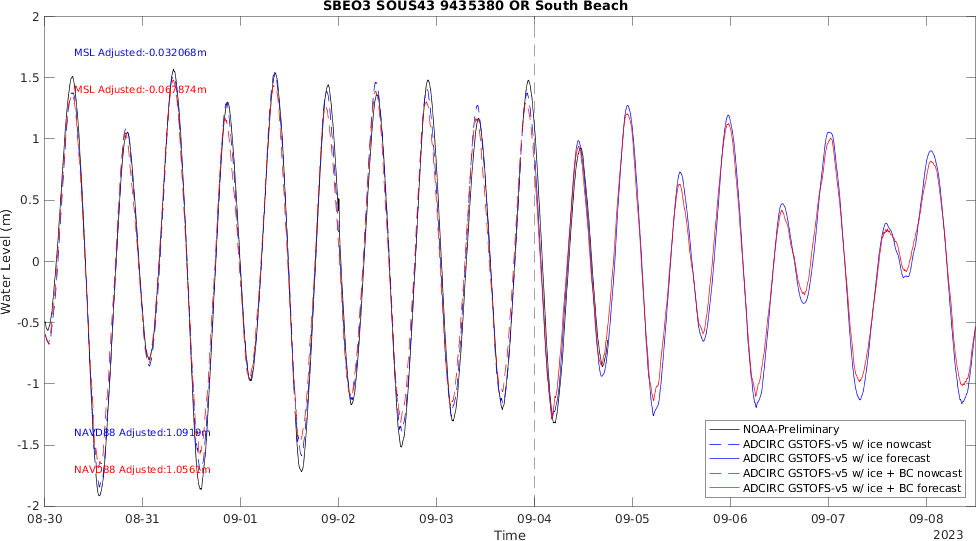 SBEO3 SOUS43 9435380 OR South Beach
MSL Adjusted:-0.032068m
MSL Adjusted:-0.067874m
NAVD88 Adjusted:1.0919m
NAVD88 Adjusted:1.0561m
Water Level (m)
2
1.5
1
0.5
0
-0.5
-1
-1.5
-2
08-30
08-31
09-01
09-02
09-03
09-04
09-05
09-06
09-07
09-08
Time
2023
NOAA-Preliminary
ADCIRC GSTOFS-v5 w/ ice nowcast
ADCIRC GSTOFS-v5 w/ ice forecast
ADCIRC GSTOFS-v5 w/ ice + BC nowcast
ADCIRC GSTOFS-v5 w/ ice + BC forecast